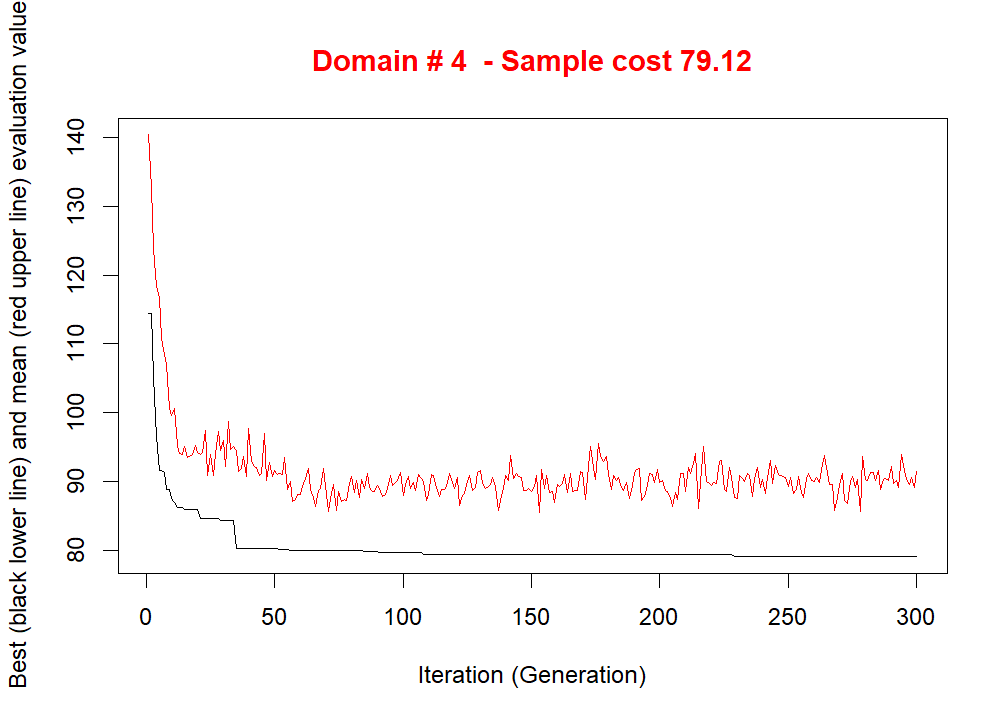 Domain # 4  - Sample cost 79.12
Best (black lower line) and mean (red upper line) evaluation value
140
130
120
110
100
90
80
0 50 100 150 200 250 300
Iteration (Generation)